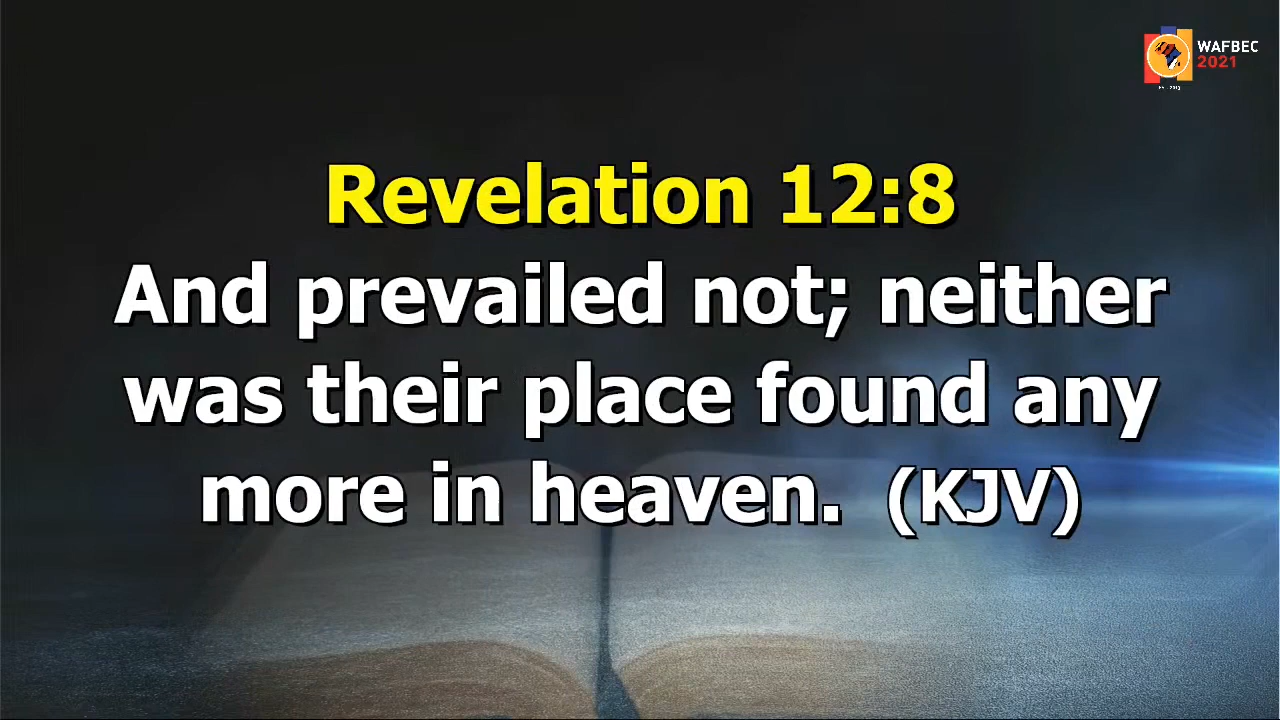 WAFBEC
2021
Revelation 12:8
And prevailed not; neither
was their place found any
more in heaven. (KJV)